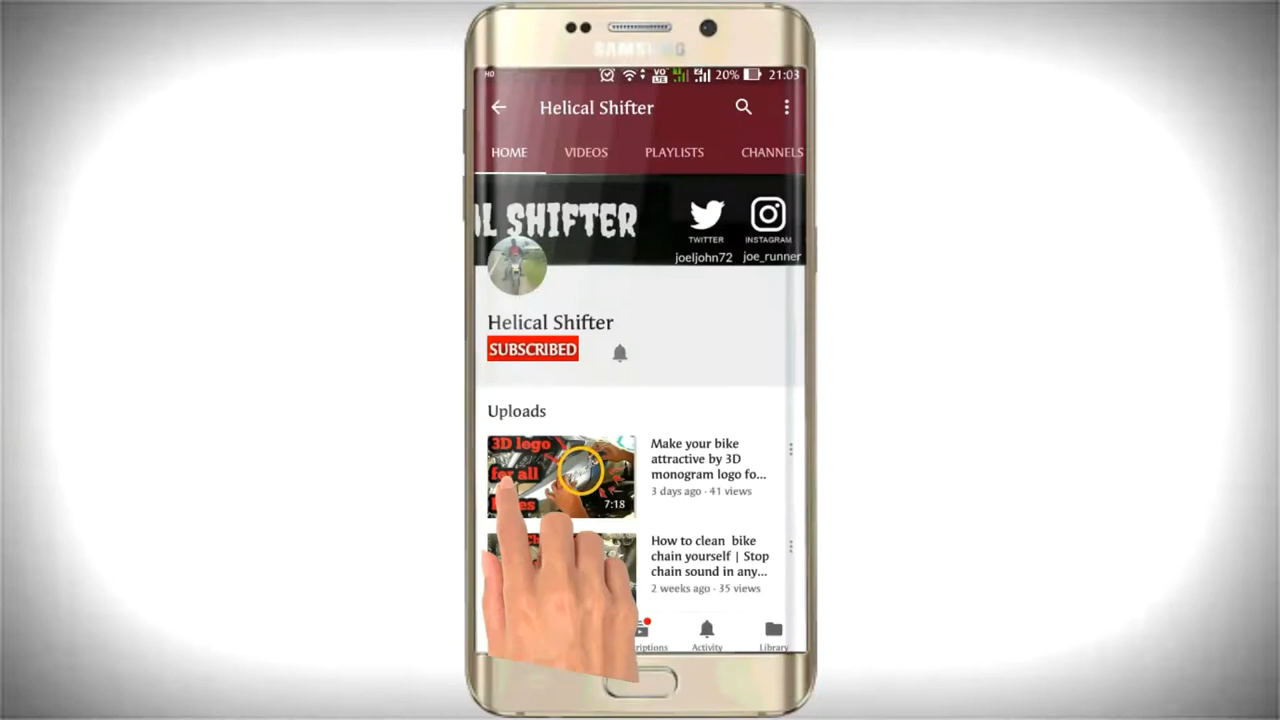 SAMSUNG
HD VO LTE 20% 21:03
Helical Shifter
HOME VIDEOS PLAYLISTS CHANNELS
L SHIFTER
TWITTER INSTAGRAM
joeljohn72 joe_runner
Helical Shifter
SUBSCRIBED
Uploads
3D logo
for all
7:18
Make your bike
attractive by 3D
monogram logo fo...
3 days ago · 41 views
How to clean bike
chain yourself | Stop
chain sound in any...
2 weeks ago · 35 views
riptions Activity Library